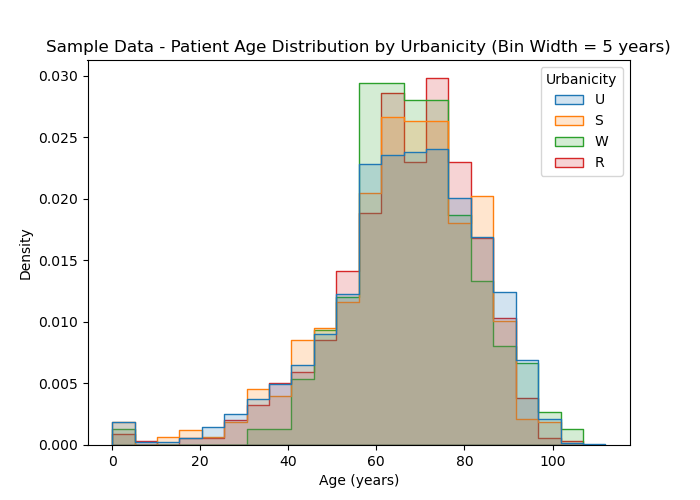 Sample Data - Patient Age Distribution by Urbanicity (Bin Width = 5 years)
0.030
0.025
0.020
0.015
0.010
0.005
0.000
Density
Urbanicity
U
S
W
R
0 20 40 60 80 100
Age (years)